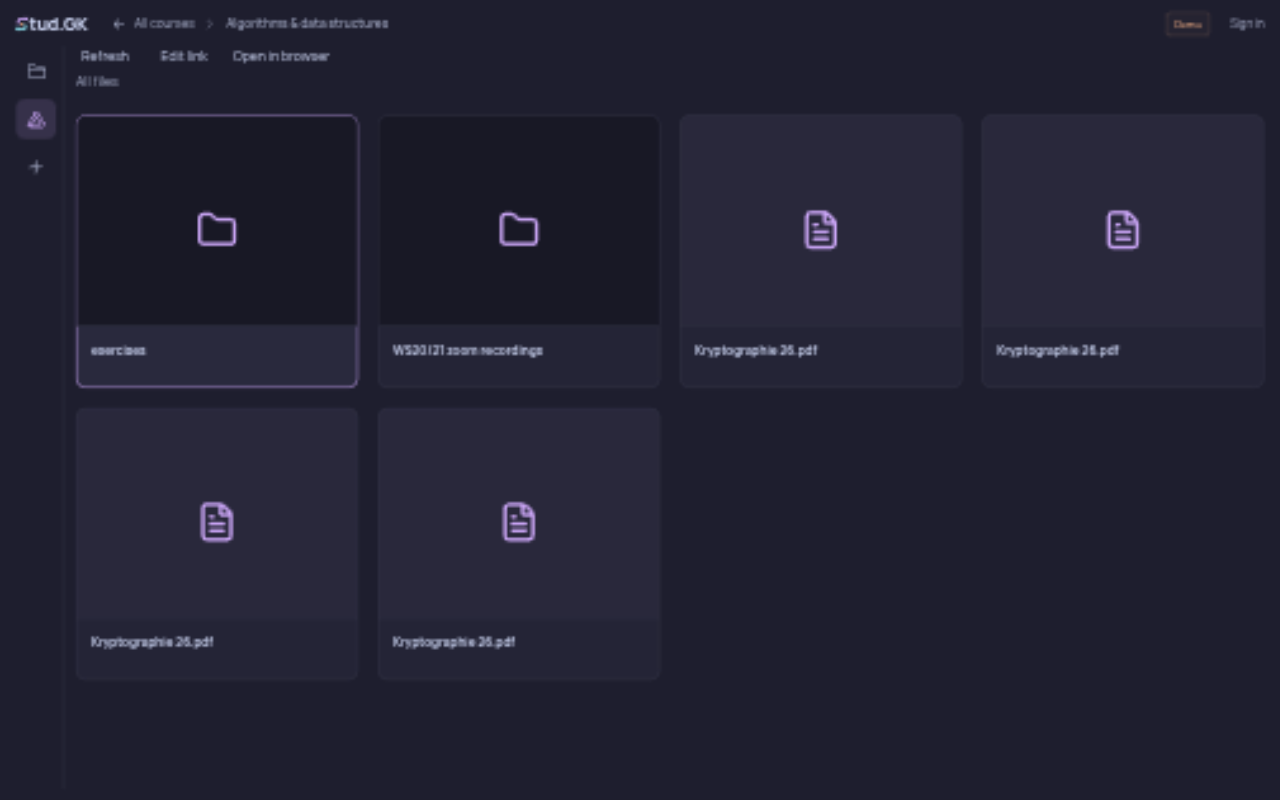 Stud.GK
← All courses > Algorithms & data structures
Demo
Sign in
Refresh Edit link Open in browser
All files
exercises
WS20/21 zoom recordings
Kryptographie 26.pdf
Kryptographie 26.pdf
Kryptographie 26.pdf
Kryptographie 26.pdf